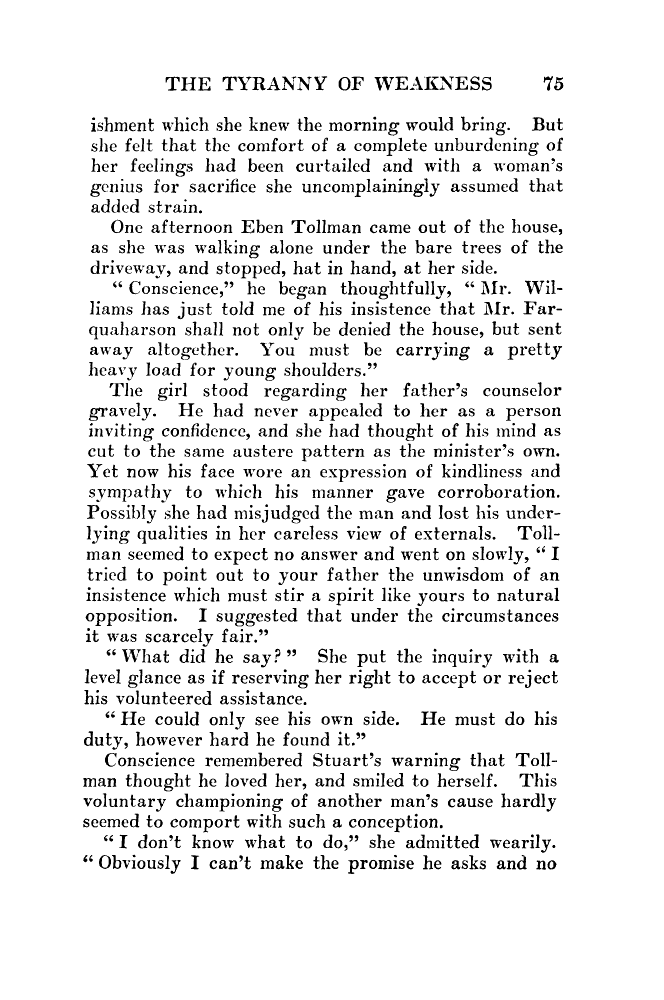 THE TYRANNY OF WEAKNESS 75
ishment which she knew the morning would bring. But
she felt that the comfort of a complete unburdening of
her feelings had been curtailed and with a woman's
genius for sacrifice she uncomplainingly assumed that
added strain.
One afternoon Eben Tollman came out of the house,
as she was walking alone under the bare trees of the
driveway, and stopped, hat in hand, at her side.
“ Conscience,” he began thoughtfully, “ Mr. Wil-
liams has just told me of his insistence that Mr. Far-
quaharson shall not only be denied the house, but sent
away altogether. You must be carrying a pretty
heavy load for young shoulders.”
The girl stood regarding her father's counselor
gravely. He had never appealed to her as a person
inviting confidence, and she had thought of his mind as
cut to the same austere pattern as the minister's own.
Yet now his face wore an expression of kindliness and
sympathy to which his manner gave corroboration.
Possibly she had misjudged the man and lost his under-
lying qualities in her careless view of externals. Toll-
man seemed to expect no answer and went on slowly, “ I
tried to point out to your father the unwisdom of an
insistence which must stir a spirit like yours to natural
opposition. I suggested that under the circumstances
it was scarcely fair.”
“ What did he say? ” She put the inquiry with a
level glance as if reserving her right to accept or reject
his volunteered assistance.
“ He could only see his own side. He must do his
duty, however hard he found it.”
Conscience remembered Stuart's warning that Toll-
man thought he loved her, and smiled to herself. This
voluntary championing of another man's cause hardly
seemed to comport with such a conception.
“ I don't know what to do,” she admitted wearily.
“ Obviously I can't make the promise he asks and no